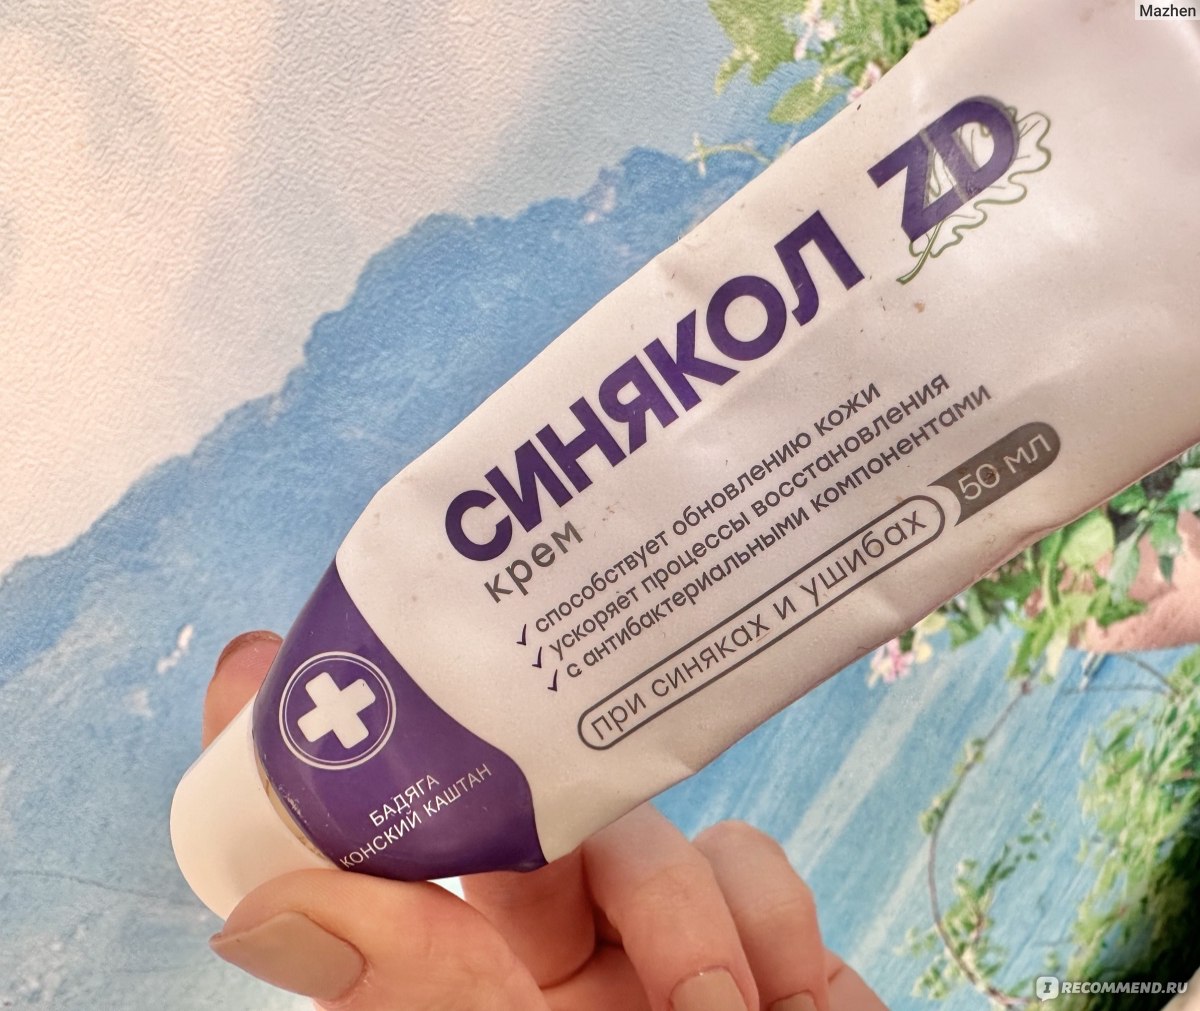 Mazhen
ZD
СИНЯКОЛ
крем
способствует обновлению кожи
ускоряет процессы восстановления
с антибактериальными компонентами
при синяках и ушибах
50 мл
БАДЯГА
КОНСКИЙ КАШТАН
IRECOMMEND.RU